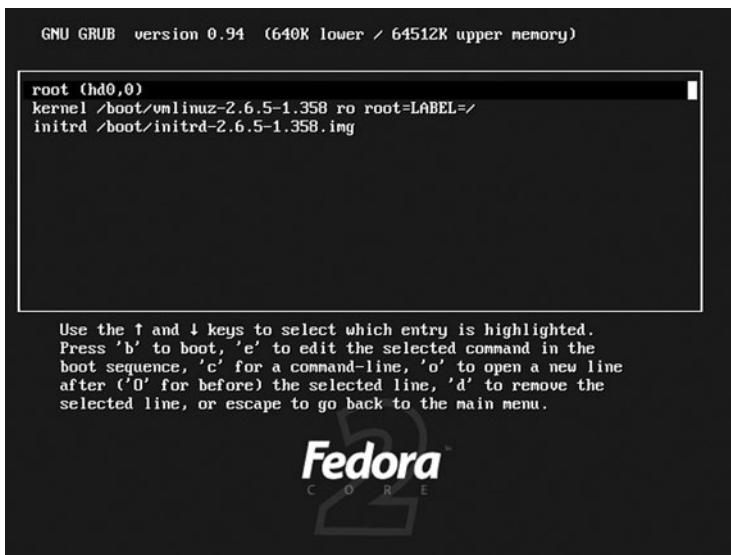 GNU GRUB version 0.94 (640K lower / 64512K upper memory)
root (hd0,0)
kernel /boot/vmlinuz-2.6.5-1.358 ro root=LABEL=/
initrd /boot/initrd-2.6.5-1.358.img
Use the ↑ and ↓ keys to select which entry is highlighted.
Press 'b' to boot, 'e' to edit the selected command in the
boot sequence, 'c' for a command-line, 'o' to open a new line
after ('O' for before) the selected line, 'd' to remove the
selected line, or escape to go back to the main menu.
Fedora™
CORE
2